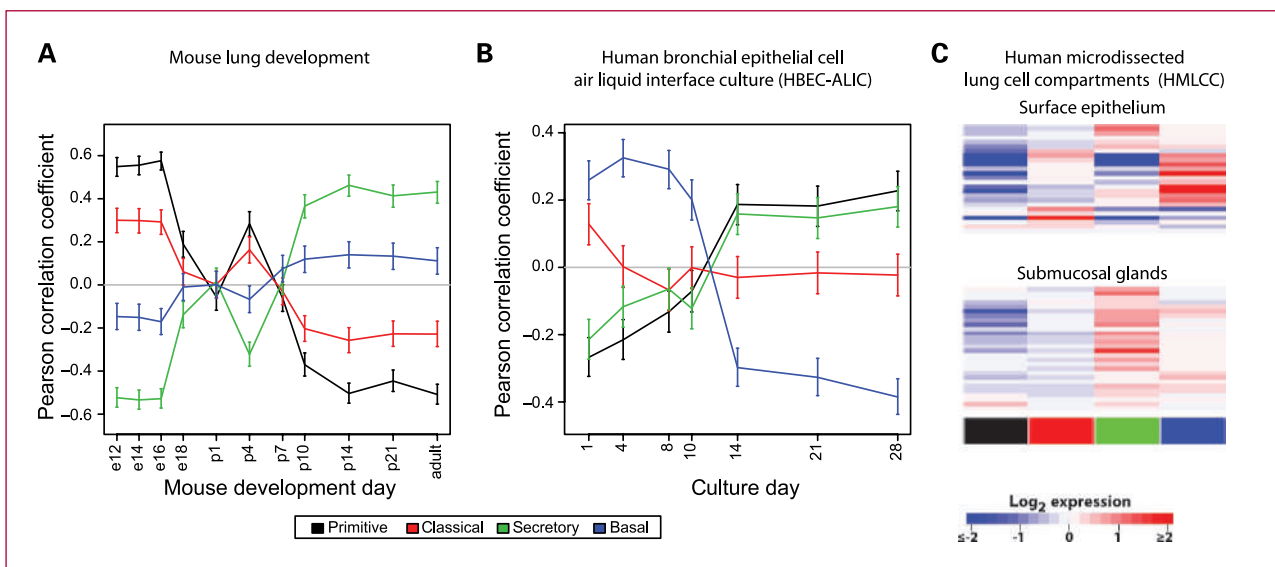 A
Mouse lung development
Pearson correlation coefficient
0.6
0.4
0.2
0.0
−0.2
−0.4
−0.6
e12
e14
e16
e18
p1
p4
p7
p10
p14
p21
adult
Mouse development day
B
Human bronchial epithelial cell
air liquid interface culture (HBEC-ALIC)
Pearson correlation coefficient
0.4
0.2
0.0
−0.2
−0.4
1
4
8
10
14
21
28
Culture day
Primitive Classical Secretory Basal
C
Human microdissected
lung cell compartments (HMLCC)
Surface epithelium
Submucosal glands
Log2 expression
≤-2 -1 0 1 ≥2